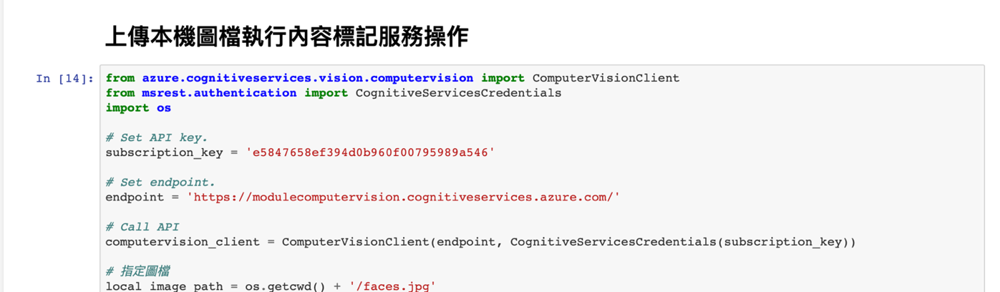 上傳本機圖檔執行內容標記服務操作
In [14]:
from azure.cognitiveservices.vision.computervision import ComputerVisionClient
from msrest.authentication import CognitiveServicesCredentials
import os
# Set API key.
subscription_key = 'e5847658ef394d0b960f00795989a546'
# Set endpoint.
endpoint = 'https://modulecomputervision.cognitiveservices.azure.com/'
# Call API
computervision_client = ComputerVisionClient(endpoint, CognitiveServicesCredentials(subscription_key))
# 指定圖檔
local_image_path = os.getcwd() + '/faces.jpg'